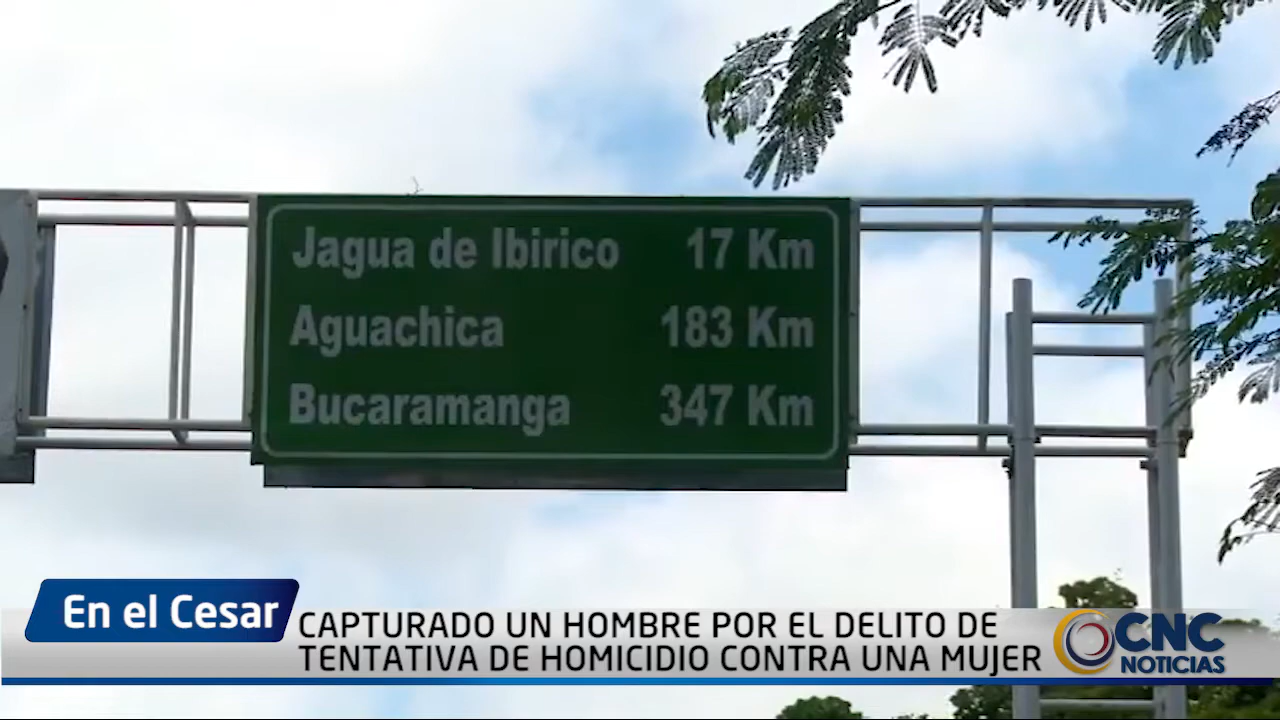 Jagua de Ibirico 17 Km
Aguachica 183 Km
Bucaramanga 347 Km
En el Cesar
CAPTURADO UN HOMBRE POR EL DELITO DE
TENTATIVA DE HOMICIDIO CONTRA UNA MUJER
CNC
NOTICIAS